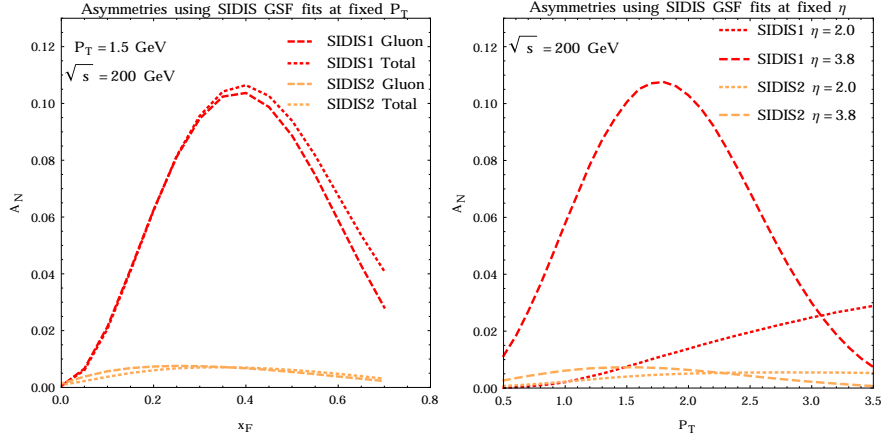 Asymmetries using SIDIS GSF fits at fixed P_T
P_T = 1.5 GeV
√s = 200 GeV
SIDIS1 Gluon
SIDIS1 Total
SIDIS2 Gluon
SIDIS2 Total
A_N
0.12
0.10
0.08
0.06
0.04
0.02
0.00
0.0 0.2 0.4 0.6 0.8
x_F
Asymmetries using SIDIS GSF fits at fixed η
√s = 200 GeV
SIDIS1 η = 2.0
SIDIS1 η = 3.8
SIDIS2 η = 2.0
SIDIS2 η = 3.8
A_N
0.12
0.10
0.08
0.06
0.04
0.02
0.00
0.5 1.0 1.5 2.0 2.5 3.0 3.5
P_T